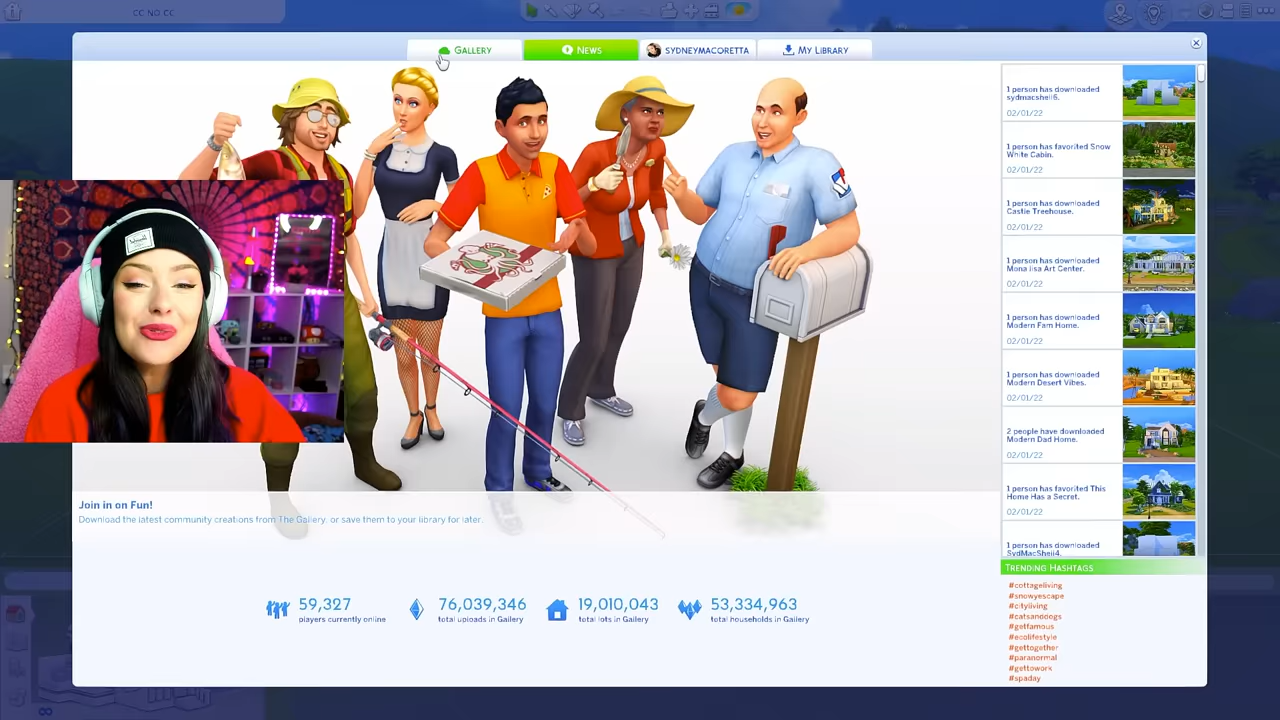 CC NO CC
GALLERY
NEWS
SYDNEYMACORETTA
MY LIBRARY
1 person has downloaded
sydmacshell6.
02/01/22
1 person has favorited Snow
White Cabin.
02/01/22
1 person has downloaded
Castle Treehouse.
02/01/22
1 person has downloaded
Mona lisa Art Center.
02/01/22
1 person has downloaded
Modern Fam Home.
02/01/22
1 person has downloaded
Modern Desert Vibes.
02/01/22
2 people have downloaded
Modern Dad Home.
02/01/22
1 person has favorited This
Home Has a Secret.
02/01/22
1 person has downloaded
SydMacShell4.
Join in on Fun!
Download the latest community creations from The Gallery, or save them to your library for later.
59,327
players currently online
76,039,346
total uploads in Gallery
19,010,043
total lots in Gallery
53,334,963
total households in Gallery
TRENDING HASHTAGS
#cottageliving
#snowyescape
#cityliving
#catsanddogs
#getfamous
#ecolifestyle
#gettogether
#paranormal
#gettowork
#spaday